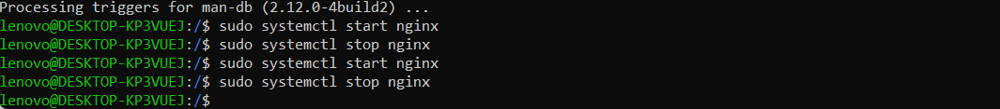 Processing triggers for man-db (2.12.0-4build2) ...
lenovo@DESKTOP-KP3VUEJ:/$ sudo systemctl start nginx
lenovo@DESKTOP-KP3VUEJ:/$ sudo systemctl stop nginx
lenovo@DESKTOP-KP3VUEJ:/$ sudo systemctl start nginx
lenovo@DESKTOP-KP3VUEJ:/$ sudo systemctl stop nginx
lenovo@DESKTOP-KP3VUEJ:/$